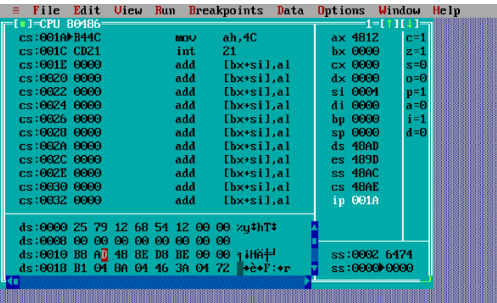 ≡ File Edit View Run Breakpoints Data Options Window Help
[■]=CPU 80486 1=[↑][↓]
cs:001A►B44C mov ah,4C
cs:001C CD21 int 21
cs:001E 0000 add [bx+si],al
cs:0020 0000 add [bx+si],al
cs:0022 0000 add [bx+si],al
cs:0024 0000 add [bx+si],al
cs:0026 0000 add [bx+si],al
cs:0028 0000 add [bx+si],al
cs:002A 0000 add [bx+si],al
cs:002C 0000 add [bx+si],al
cs:002E 0000 add [bx+si],al
cs:0030 0000 add [bx+si],al
cs:0032 0000 add [bx+si],al
ax 4812 c=1
bx 0000 z=1
cx 0000 s=0
dx 0000 o=0
si 0004 p=1
di 0000 a=0
bp 0000 i=1
sp 0000 d=0
ds 48AD
es 489D
ss 48AC
cs 48AE
ip 001A
ds:0000 25 79 12 68 54 12 00 00 %y↕hT↕
ds:0008 00 00 00 00 00 00 00 00
ds:0010 B8 AD 48 8E D8 BE 00 00 ╕¡HÄ╪╛
ds:0018 B1 04 8A 04 46 3A 04 72 ▒♦è♦F:♦r
ss:0002 6474
ss:0000►0000